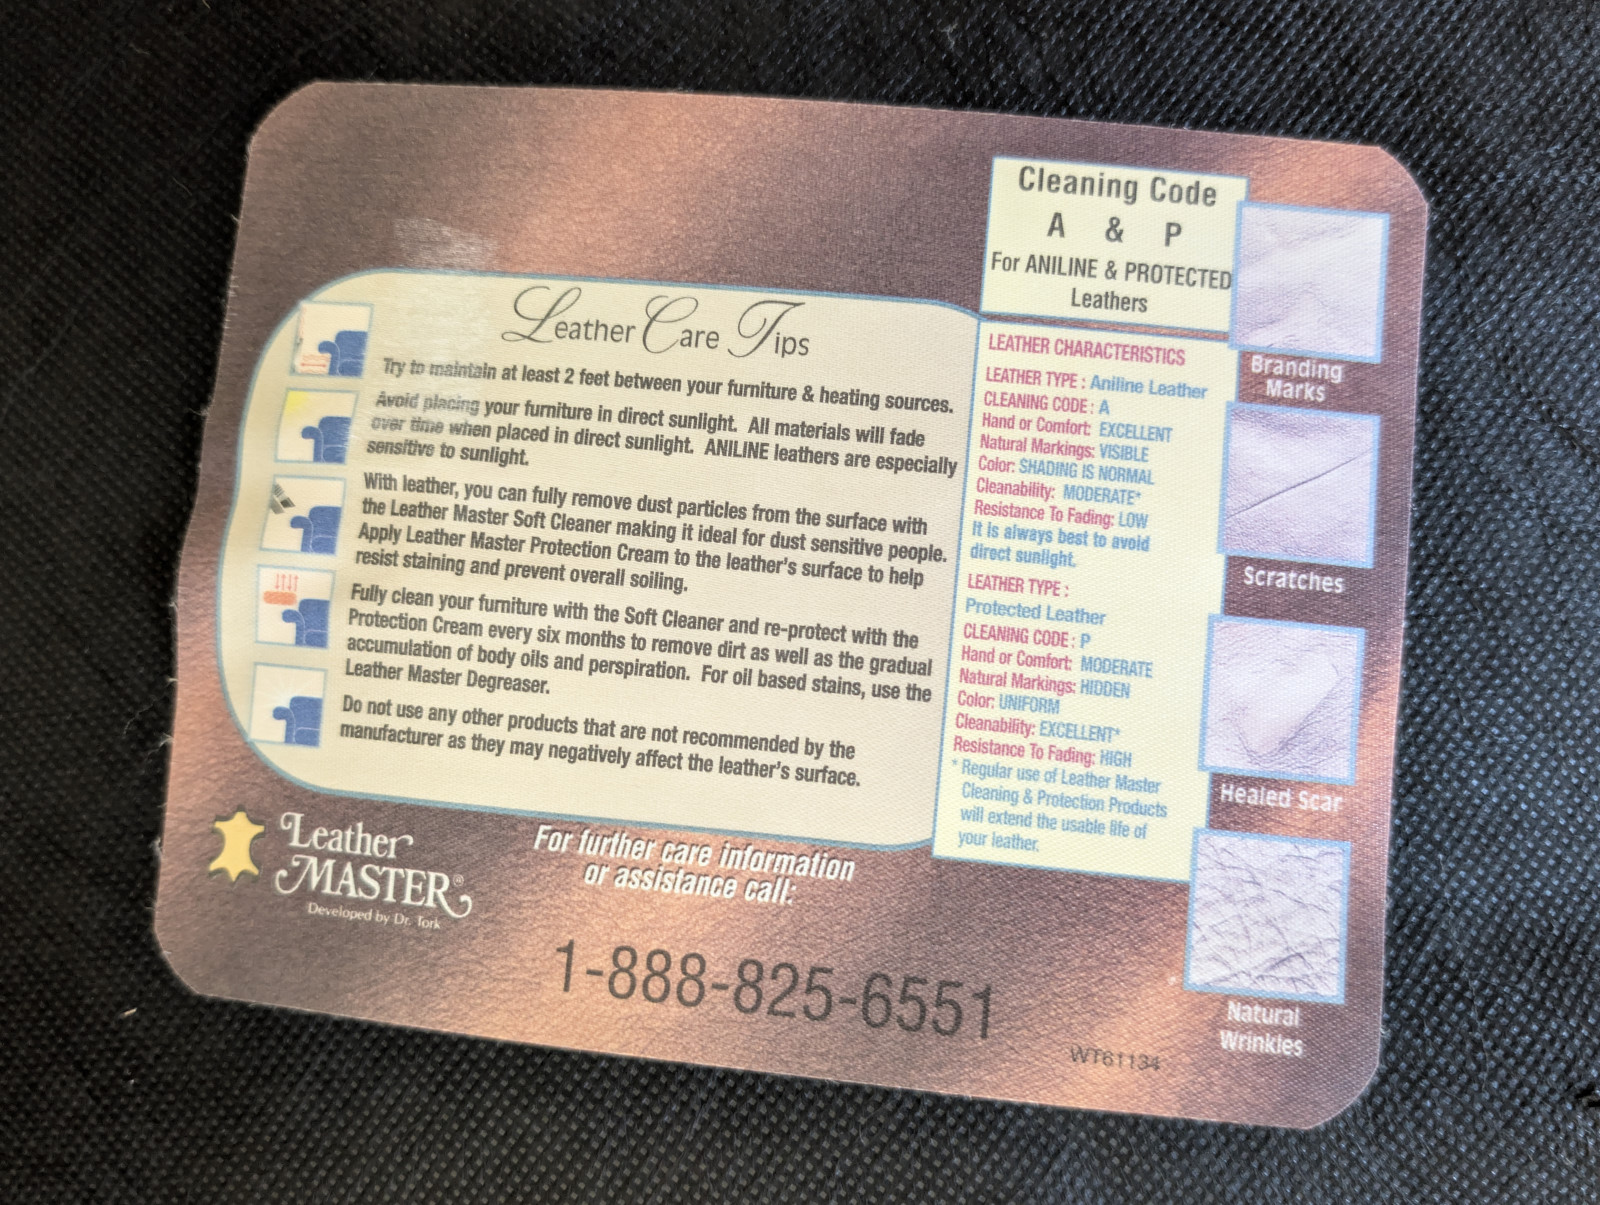 Leather Care Tips
Try to maintain at least 2 feet between your furniture & heating sources.
Avoid placing your furniture in direct sunlight. All materials will fade
over time when placed in direct sunlight. ANILINE leathers are especially
sensitive to sunlight.
With leather, you can fully remove dust particles from the surface with
the Leather Master Soft Cleaner making it ideal for dust sensitive people.
Apply Leather Master Protection Cream to the leather's surface to help
resist staining and prevent overall soiling.
Fully clean your furniture with the Soft Cleaner and re-protect with the
Protection Cream every six months to remove dirt as well as the gradual
accumulation of body oils and perspiration. For oil based stains, use the
Leather Master Degreaser.
Do not use any other products that are not recommended by the
manufacturer as they may negatively affect the leather's surface.
Cleaning Code
A & P
For ANILINE & PROTECTED
Leathers
LEATHER CHARACTERISTICS
LEATHER TYPE : Aniline Leather
CLEANING CODE : A
Hand or Comfort: EXCELLENT
Natural Markings: VISIBLE
Color: SHADING IS NORMAL
Cleanability: MODERATE*
Resistance To Fading: LOW
It is always best to avoid
direct sunlight.
LEATHER TYPE :
Protected Leather
CLEANING CODE : P
Hand or Comfort: MODERATE
Natural Markings: HIDDEN
Color: UNIFORM
Cleanability: EXCELLENT*
Resistance To Fading: HIGH
* Regular use of Leather Master
Cleaning & Protection Products
will extend the usable life of
your leather.
Branding
Marks
Scratches
Healed Scar
Natural
Wrinkles
Leather
MASTER®
Developed by Dr. Tork
For further care information
or assistance call:
1-888-825-6551
WT61134